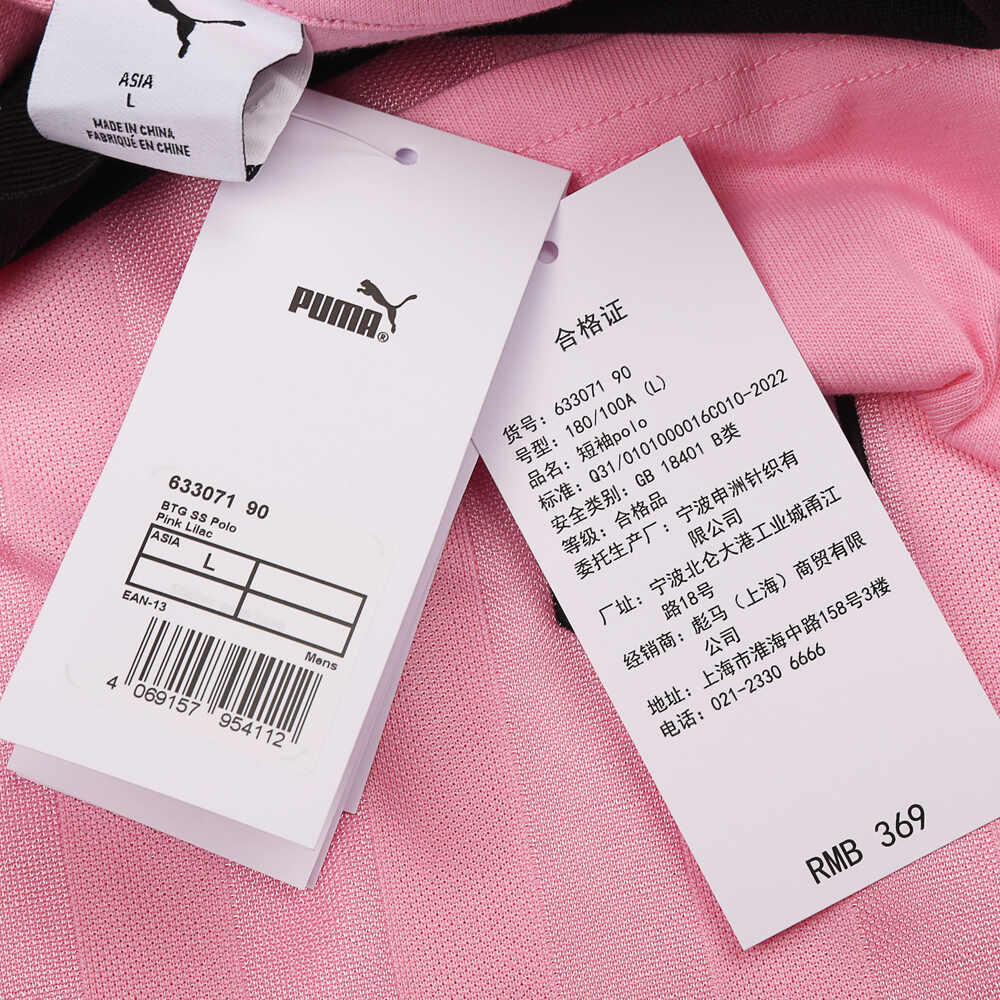 ASIA
L
MADE IN CHINA
FABRIQUÉ EN CHINE
PUMA®
633071 90
BTG SS Polo
Pink Lilac
ASIA
L
EAN-13
Mens
4 069157 954112
合格证
货号: 633071 90
号型: 180/100A (L)
品名: 短袖polo
标准: Q31/0101000016C010-2022
安全类别: GB 18401 B类
等级: 合格品
委托生产厂: 宁波申洲针织有
限公司
厂址: 宁波北仑大港工业城甬江
路18号
经销商: 彪马（上海）商贸有限
公司
地址: 上海市淮海中路158号3楼
电话: 021-2330 6666
RMB 369